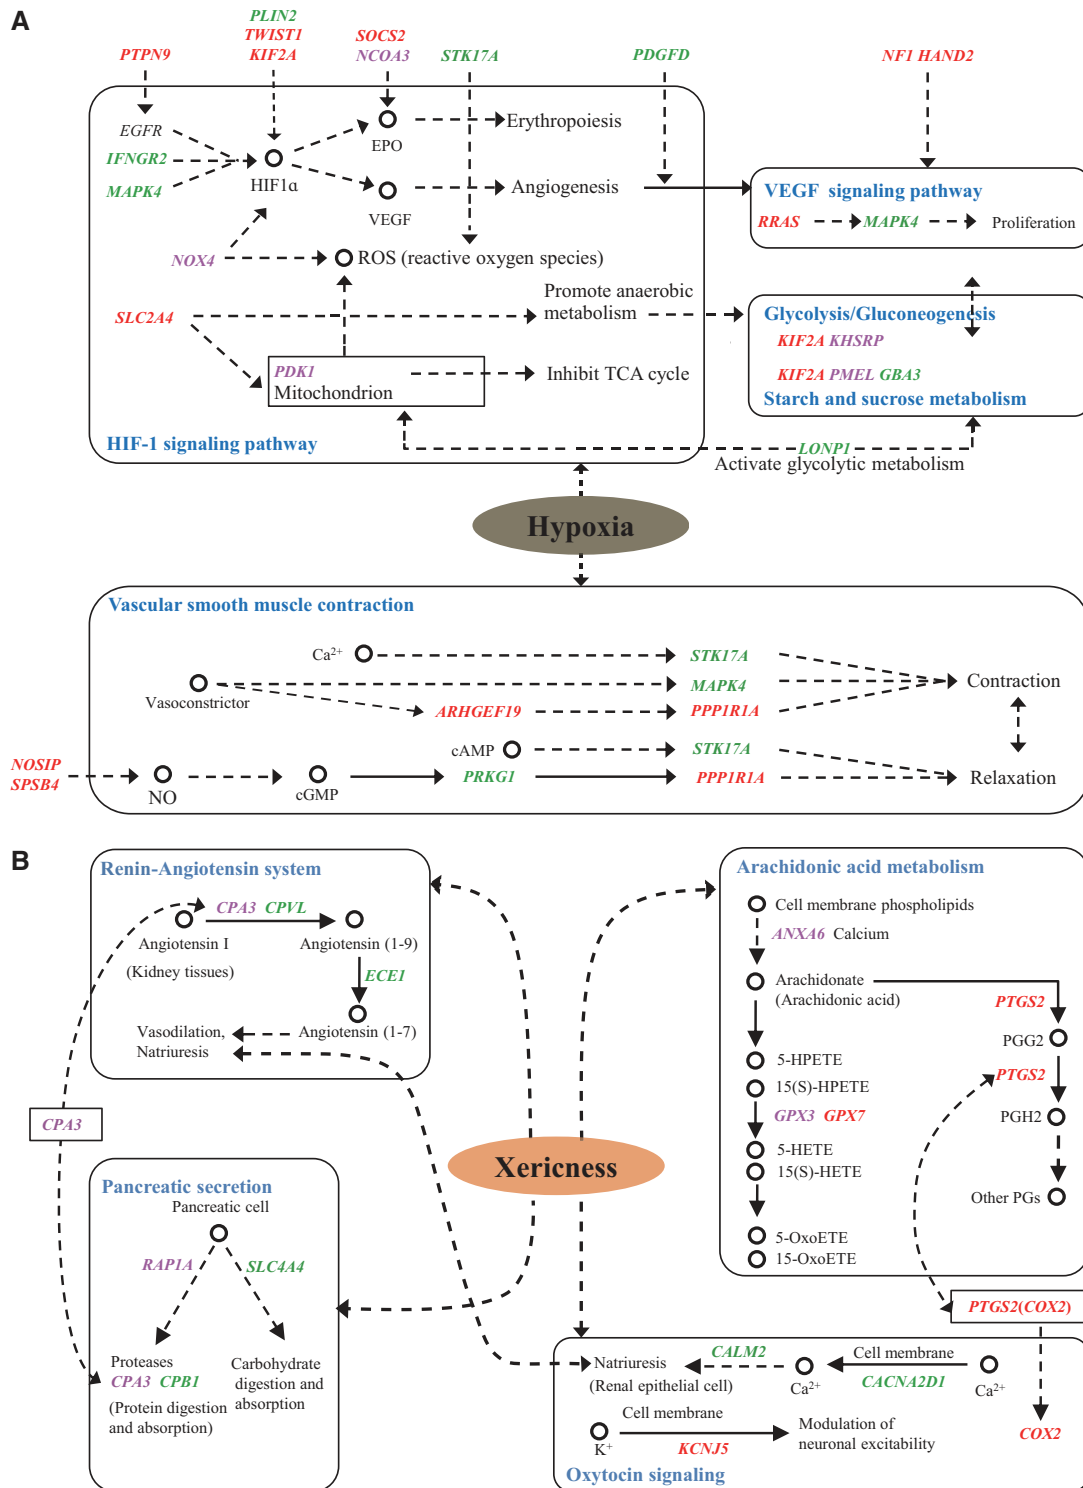 A
PLIN2
TWIST1
KIF2A
PTPN9
SOCS2
NCOA3
STK17A
PDGFD
NF1 HAND2
EGFR
IFNGR2
MAPK4
HIF1α
EPO
VEGF
Erythropoiesis
Angiogenesis
VEGF signaling pathway
RRAS
MAPK4
Proliferation
NOX4
ROS (reactive oxygen species)
SLC2A4
Promote anaerobic
metabolism
Glycolysis/Gluconeogenesis
KIF2A KHSRP
KIF2A PMEL GBA3
Starch and sucrose metabolism
PDK1
Mitochondrion
Inhibit TCA cycle
HIF-1 signaling pathway
LONP1
Activate glycolytic metabolism
Hypoxia
Vascular smooth muscle contraction
Ca²⁺
STK17A
Vasoconstrictor
MAPK4
Contraction
ARHGEF19
PPP1R1A
NOSIP
SPSB4
NO
cGMP
cAMP
STK17A
PRKG1
PPP1R1A
Relaxation
B
Renin-Angiotensin system
CPA3 CPVL
Angiotensin I
(Kidney tissues)
Angiotensin (1-9)
ECE1
Angiotensin (1-7)
Vasodilation,
Natriuresis
CPA3
Pancreatic secretion
Pancreatic cell
RAP1A
SLC4A4
Proteases
CPA3 CPB1
(Protein digestion
and absorption)
Carbohydrate
digestion and
absorption
Xericness
Arachidonic acid metabolism
Cell membrane phospholipids
ANXA6 Calcium
Arachidonate
(Arachidonic acid)
PTGS2
PGG2
5-HPETE
15(S)-HPETE
PTGS2
GPX3 GPX7
PGH2
5-HETE
15(S)-HETE
Other PGs
5-OxoETE
15-OxoETE
PTGS2(COX2)
COX2
Natriuresis
(Renal epithelial cell)
CALM2
Ca²⁺
Cell membrane
CACNA2D1
Ca²⁺
Cell membrane
K⁺
KCNJ5
Modulation of
neuronal excitability
Oxytocin signaling